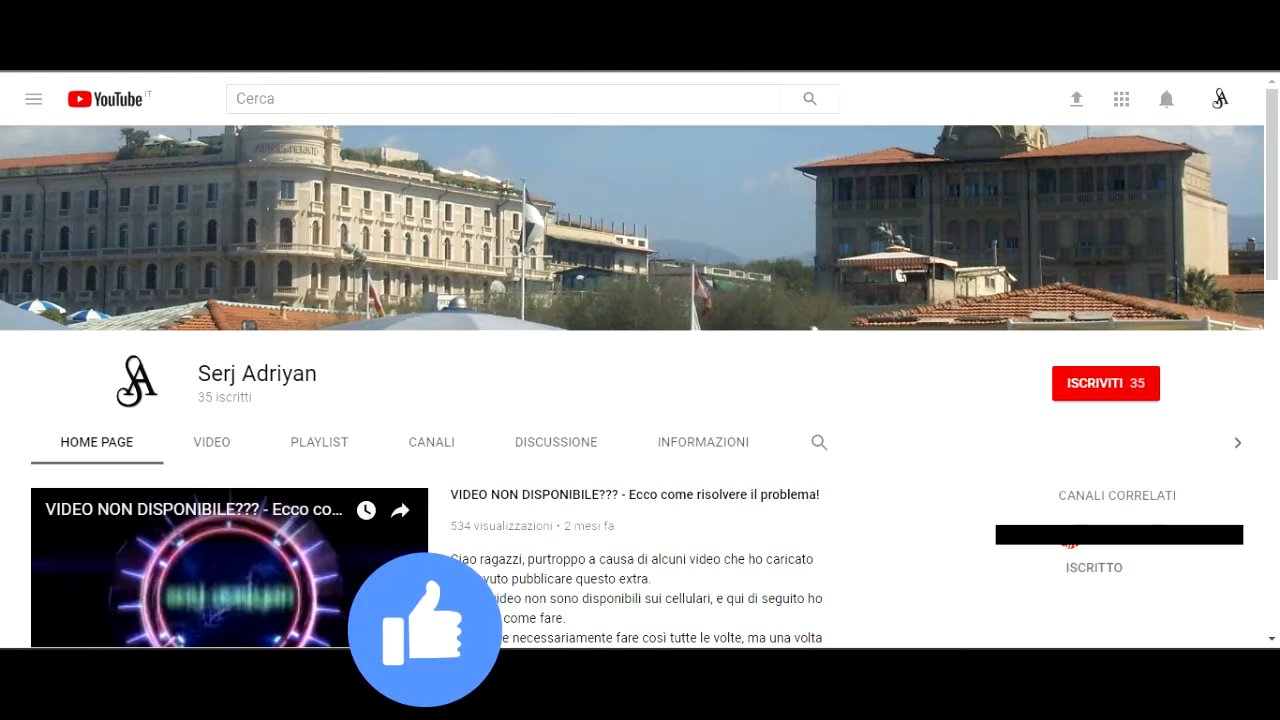 YouTube IT
Cerca
Serj Adriyan
35 iscritti
ISCRIVITI 35
HOME PAGE VIDEO PLAYLIST CANALI DISCUSSIONE INFORMAZIONI
VIDEO NON DISPONIBILE??? - Ecco co...
VIDEO NON DISPONIBILE??? - Ecco come risolvere il problema!
534 visualizzazioni • 2 mesi fa
Ciao ragazzi, purtroppo a causa di alcuni video che ho caricato
vuto pubblicare questo extra.
ideo non sono disponibili sui cellulari, e qui di seguito ho
come fare.
e necessariamente fare così tutte le volte, ma una volta
CANALI CORRELATI
ISCRITTO